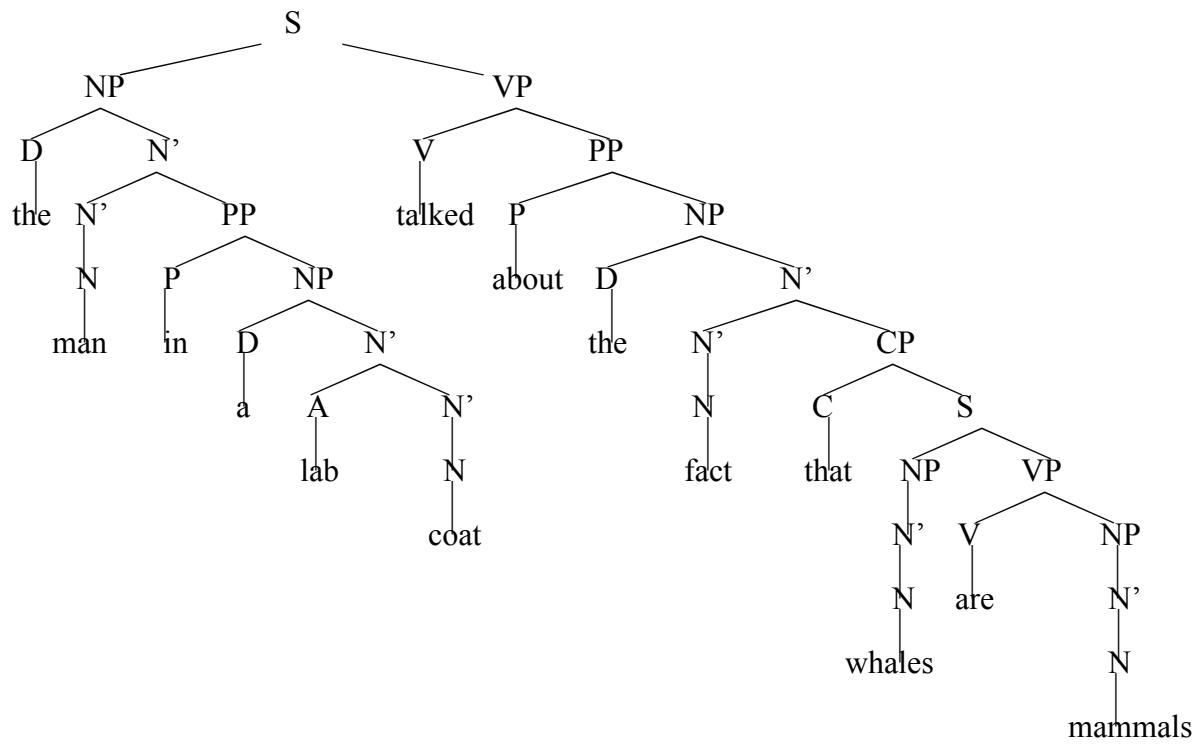 S
NP VP
D N’ V PP
the N’ PP talked P NP
N P NP about D N’
man in D N’ the N’ CP
a A N’ N C S
lab N fact that NP VP
coat N’ V NP
N are N’
whales N
mammals